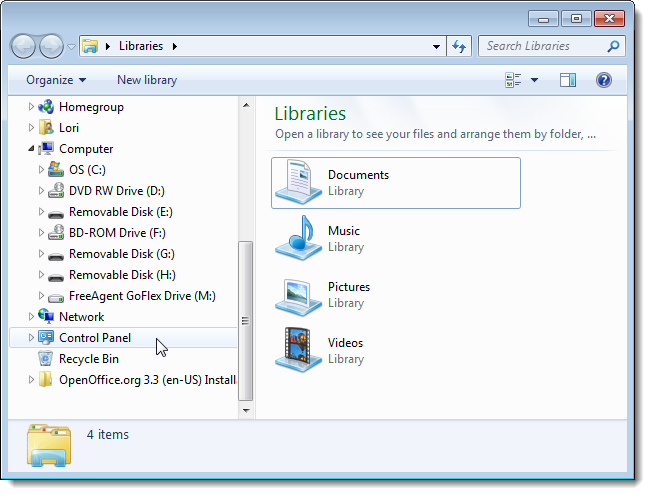 Libraries
Search Libraries
Organize
New library
Homegroup
Lori
Computer
OS (C:)
DVD RW Drive (D:)
Removable Disk (E:)
BD-ROM Drive (F:)
Removable Disk (G:)
Removable Disk (H:)
FreeAgent GoFlex Drive (M:)
Network
Control Panel
Recycle Bin
OpenOffice.org 3.3 (en-US) Install
Libraries
Open a library to see your files and arrange them by folder, ...
Documents
Library
Music
Library
Pictures
Library
Videos
Library
4 items